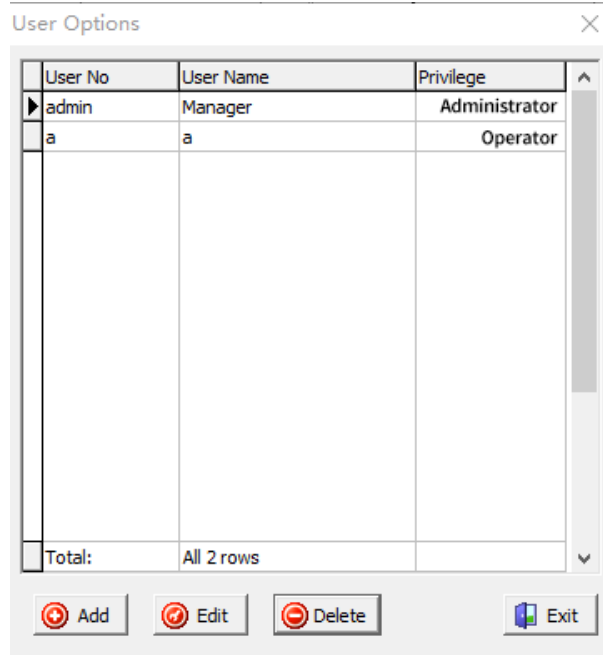 User Options
User No User Name Privilege
admin Manager Administrator
a a Operator
Total: All 2 rows
Add Edit Delete Exit